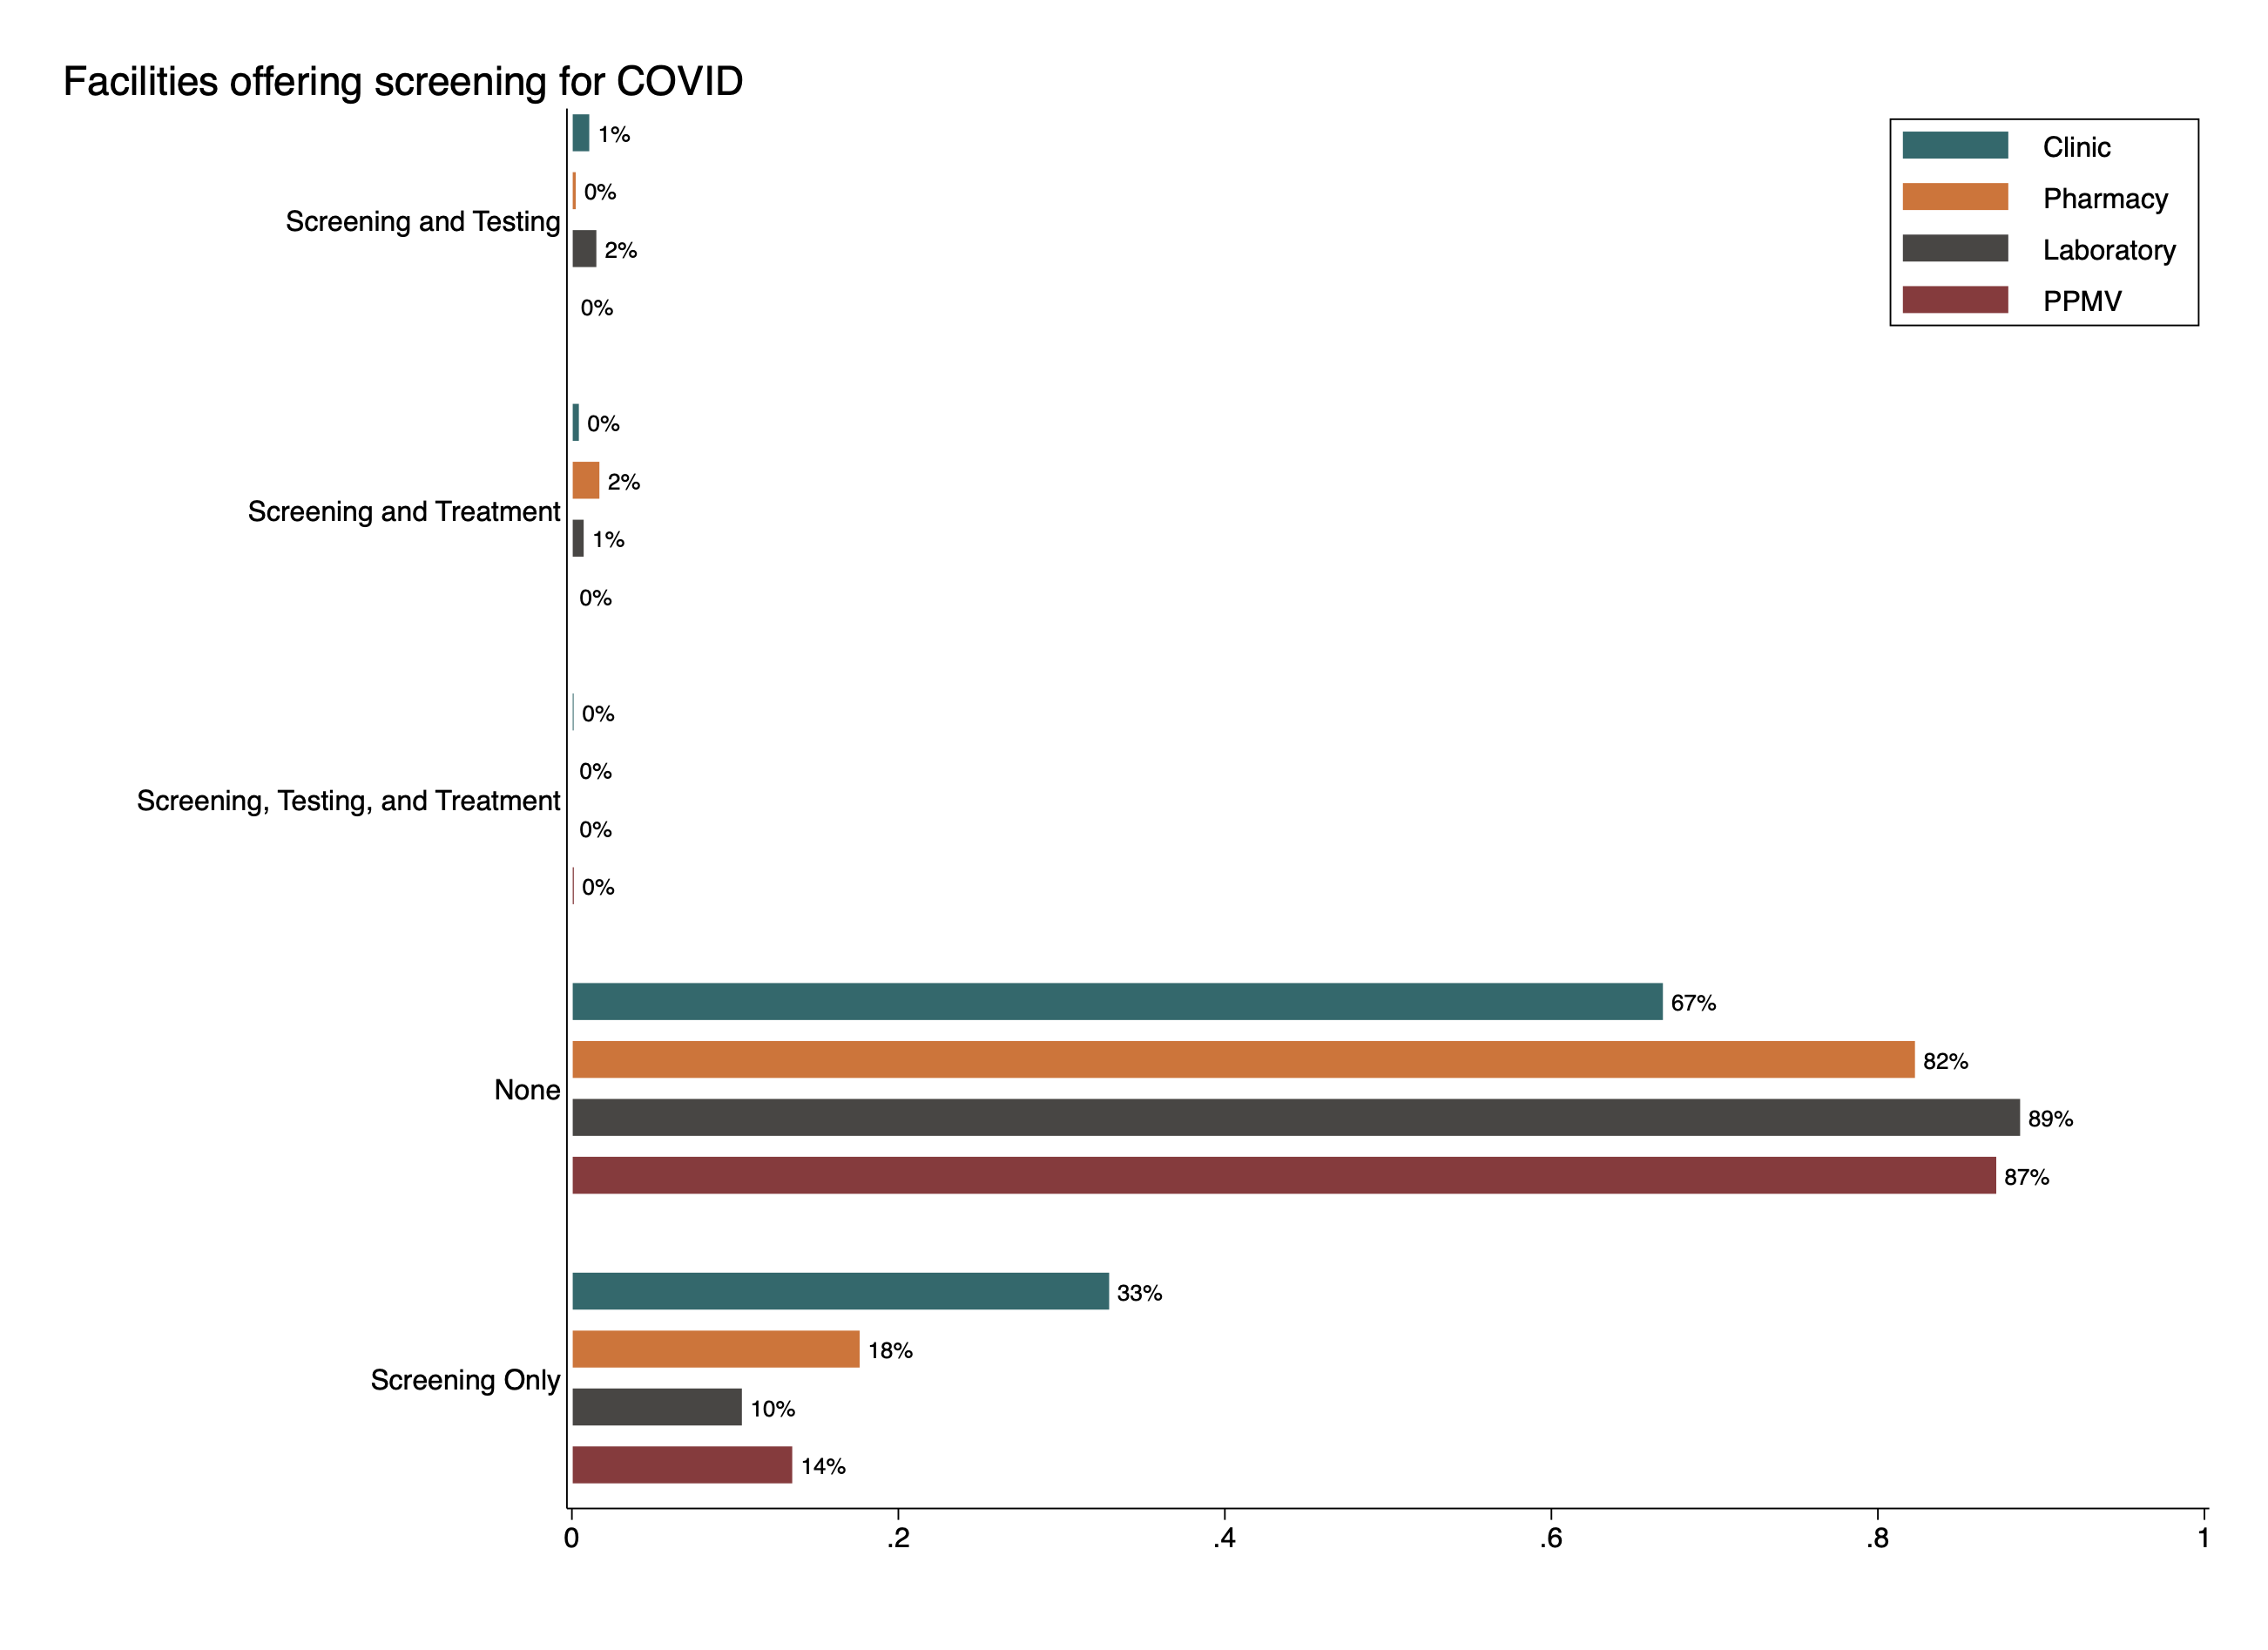 Facilities offering screening for COVID
Clinic
Pharmacy
Laboratory
PPMV
Screening and Testing
1%
0%
2%
0%
Screening and Treatment
0%
2%
1%
0%
Screening, Testing, and Treatment
0%
0%
0%
0%
None
67%
82%
89%
87%
Screening Only
33%
18%
10%
14%
0 .2 .4 .6 .8 1